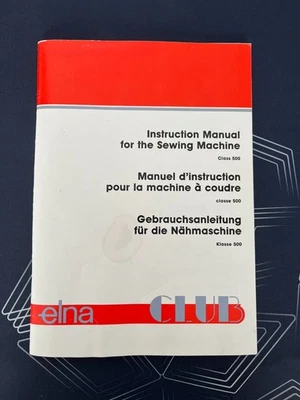 Instruction Manual
for the Sewing Machine
Class 500
Manuel d'instruction
pour la machine à coudre
classe 500
Gebrauchsanleitung
für die Nähmaschine
Klasse 500
elna
CLUB